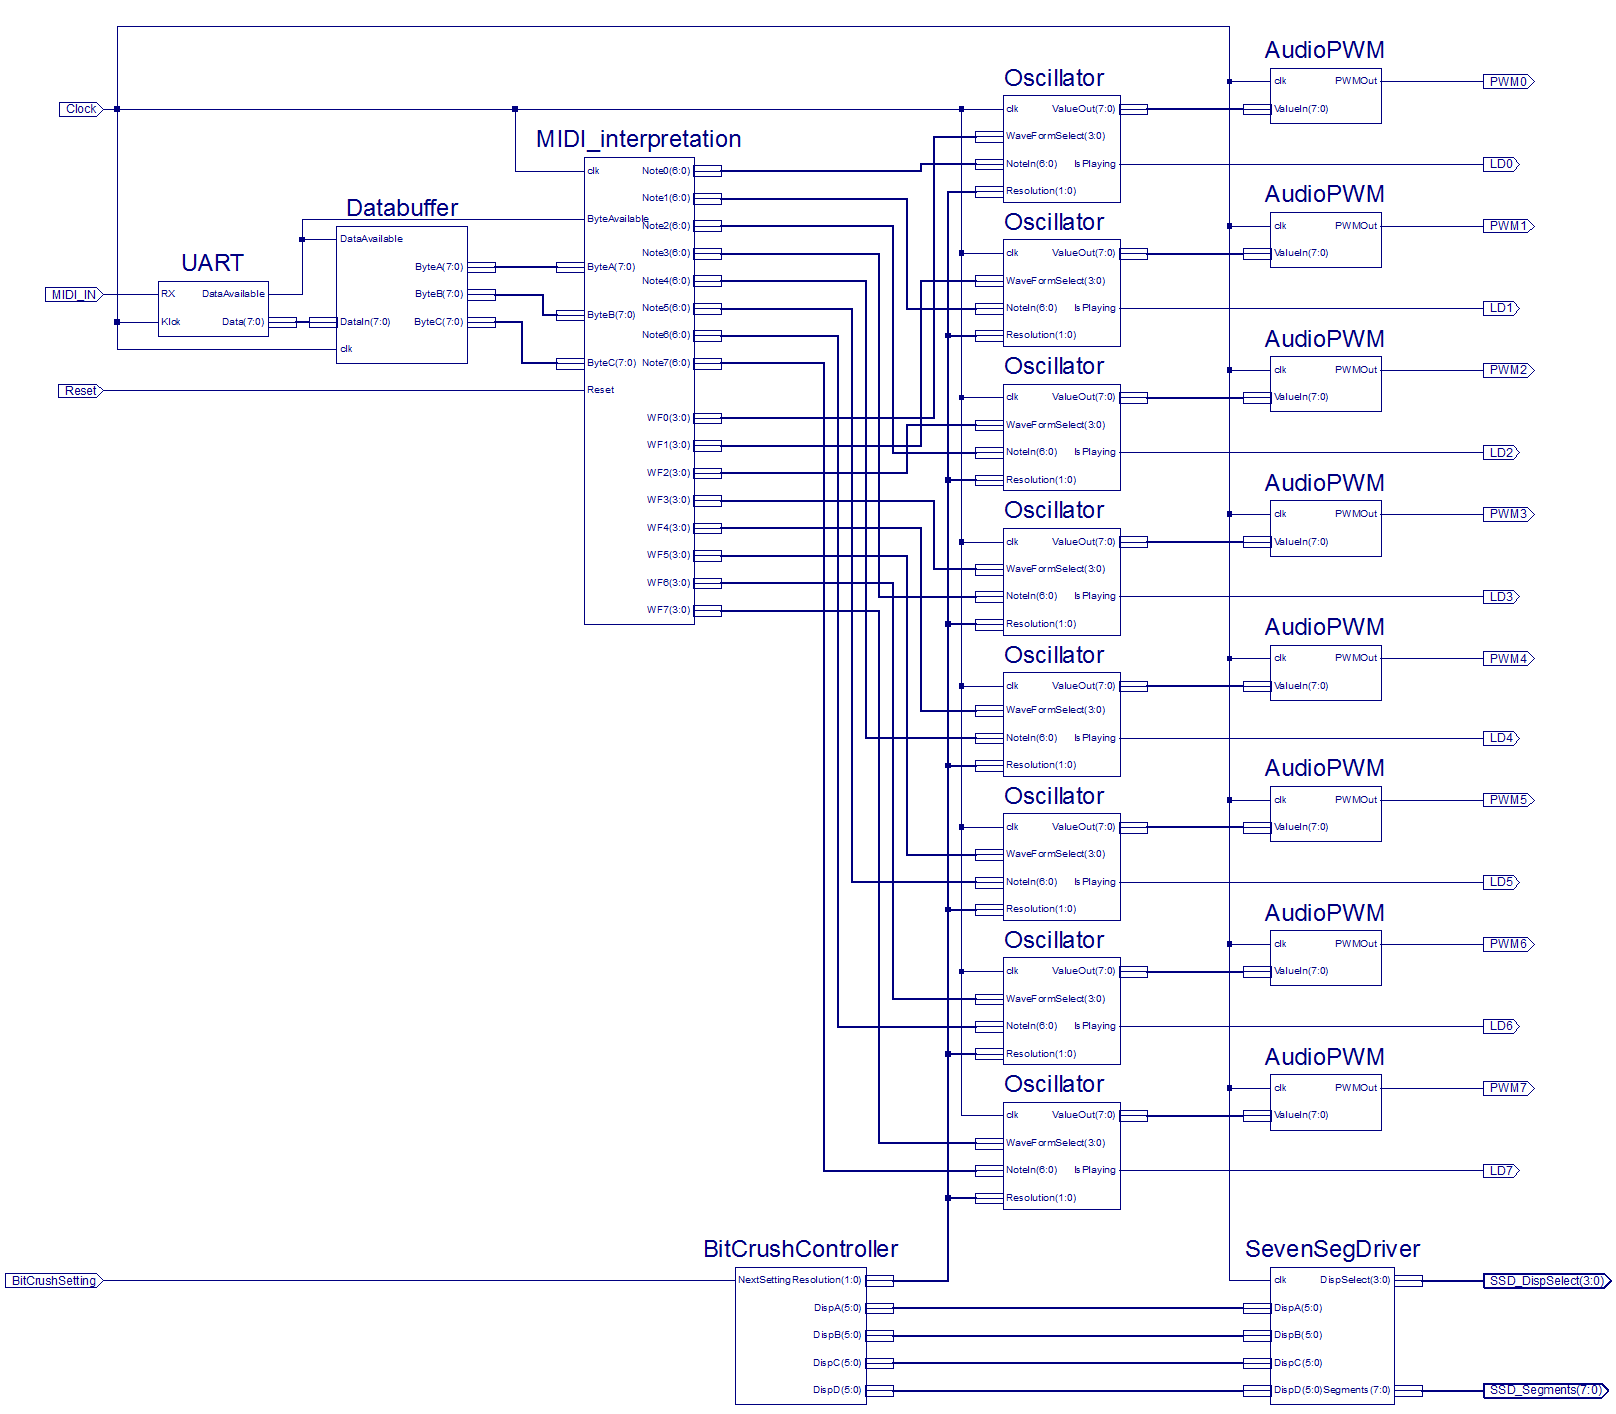 Clock
MIDI_IN
Reset
BitCrushSetting
UART
RX
DataAvailable
Klok
Data(7:0)
Databuffer
DataAvailable
ByteA(7:0)
ByteB(7:0)
DataIn(7:0)
ByteC(7:0)
clk
MIDI_interpretation
clk
Note0(6:0)
Note1(6:0)
ByteAvailable
Note2(6:0)
Note3(6:0)
ByteA(7:0)
Note4(6:0)
Note5(6:0)
ByteB(7:0)
Note6(6:0)
ByteC(7:0)
Note7(6:0)
Reset
WF0(3:0)
WF1(3:0)
WF2(3:0)
WF3(3:0)
WF4(3:0)
WF5(3:0)
WF6(3:0)
WF7(3:0)
Oscillator
clk
ValueOut(7:0)
WaveFormSelect(3:0)
NoteIn(6:0)
IsPlaying
Resolution(1:0)
AudioPWM
clk
PWMOut
ValueIn(7:0)
PWM0
LD0
Oscillator
clk
ValueOut(7:0)
WaveFormSelect(3:0)
NoteIn(6:0)
IsPlaying
Resolution(1:0)
AudioPWM
clk
PWMOut
ValueIn(7:0)
PWM1
LD1
Oscillator
clk
ValueOut(7:0)
WaveFormSelect(3:0)
NoteIn(6:0)
IsPlaying
Resolution(1:0)
AudioPWM
clk
PWMOut
ValueIn(7:0)
PWM2
LD2
Oscillator
clk
ValueOut(7:0)
WaveFormSelect(3:0)
NoteIn(6:0)
IsPlaying
Resolution(1:0)
AudioPWM
clk
PWMOut
ValueIn(7:0)
PWM3
LD3
Oscillator
clk
ValueOut(7:0)
WaveFormSelect(3:0)
NoteIn(6:0)
IsPlaying
Resolution(1:0)
AudioPWM
clk
PWMOut
ValueIn(7:0)
PWM4
LD4
Oscillator
clk
ValueOut(7:0)
WaveFormSelect(3:0)
NoteIn(6:0)
IsPlaying
Resolution(1:0)
AudioPWM
clk
PWMOut
ValueIn(7:0)
PWM5
LD5
Oscillator
clk
ValueOut(7:0)
WaveFormSelect(3:0)
NoteIn(6:0)
IsPlaying
Resolution(1:0)
AudioPWM
clk
PWMOut
ValueIn(7:0)
PWM6
LD6
Oscillator
clk
ValueOut(7:0)
WaveFormSelect(3:0)
NoteIn(6:0)
IsPlaying
Resolution(1:0)
AudioPWM
clk
PWMOut
ValueIn(7:0)
PWM7
LD7
BitCrushController
NextSetting Resolution(1:0)
DispA(5:0)
DispB(5:0)
DispC(5:0)
DispD(5:0)
SevenSegDriver
clk
DispSelect(3:0)
DispA(5:0)
DispB(5:0)
DispC(5:0)
DispD(5:0) Segments(7:0)
SSD_DispSelect(3:0)
SSD_Segments(7:0)